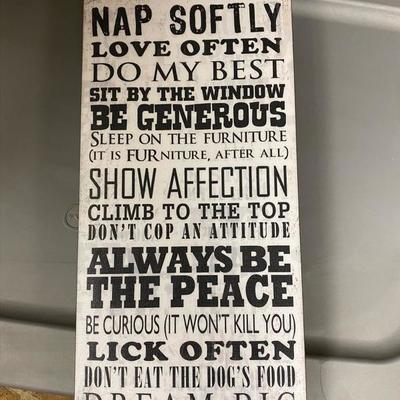 NAP SOFTLY
LOVE OFTEN
DO MY BEST
SIT BY THE WINDOW
BE GENEROUS
SLEEP ON THE FURNITURE
(IT IS FURNITURE, AFTER ALL)
SHOW AFFECTION
CLIMB TO THE TOP
DON'T COP AN ATTITUDE
ALWAYS BE
THE PEACE
BE CURIOUS (IT WON'T KILL YOU)
LICK OFTEN
DON'T EAT THE DOG'S FOOD
DREAM BIG